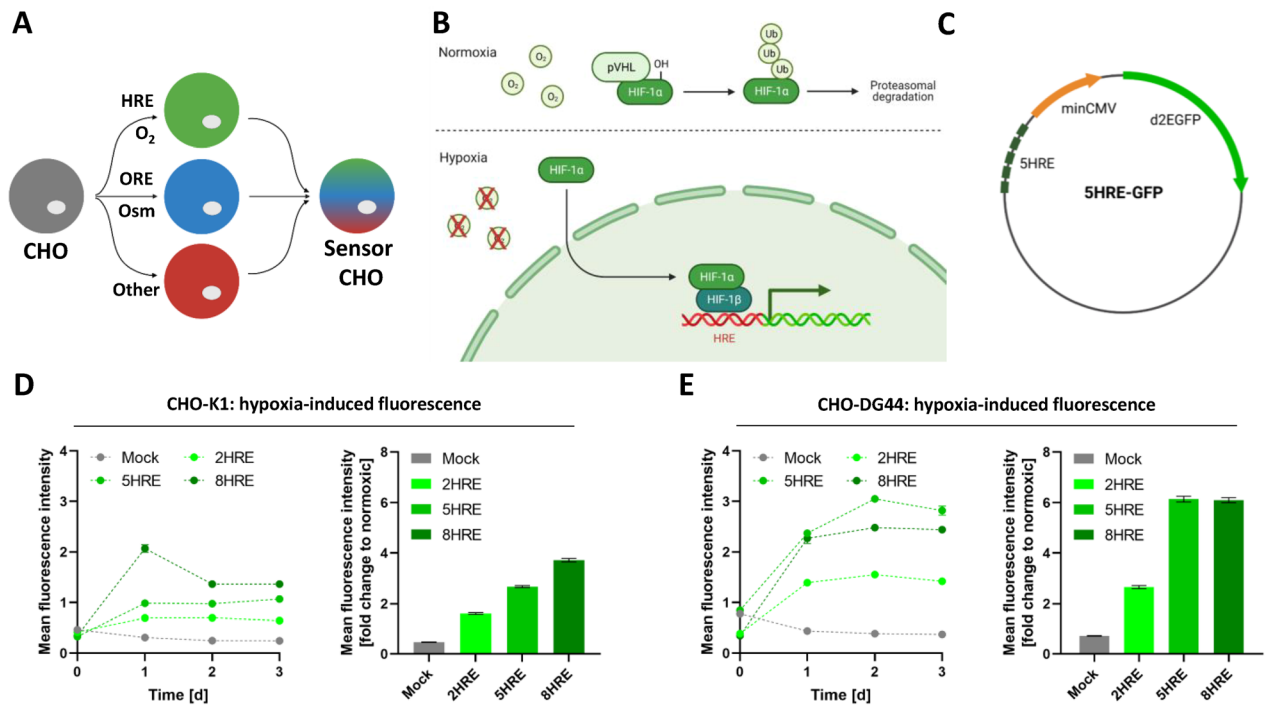 A
HRE
O2
ORE
Osm
Other
CHO
Sensor
CHO
B
Normoxia
O2
O2
O2
pVHL
OH
HIF-1α
Ub
Ub
Ub
HIF-1α
Proteasomal
degradation
Hypoxia
HIF-1α
HIF-1α
HIF-1β
HRE
C
minCMV
d2EGFP
5HRE
5HRE-GFP
D
CHO-K1: hypoxia-induced fluorescence
Mean fluorescence intensity
4
3
2
1
0
Mock
2HRE
5HRE
8HRE
0
1
2
3
Time [d]
Mean fluorescence intensity
[fold change to normoxic]
8
6
4
2
0
Mock
2HRE
5HRE
8HRE
Mock
2HRE
5HRE
8HRE
E
CHO-DG44: hypoxia-induced fluorescence
Mean fluorescence intensity
4
3
2
1
0
Mock
2HRE
5HRE
8HRE
0
1
2
3
Time [d]
Mean fluorescence intensity
[fold change to normoxic]
8
6
4
2
0
Mock
2HRE
5HRE
8HRE
Mock
2HRE
5HRE
8HRE